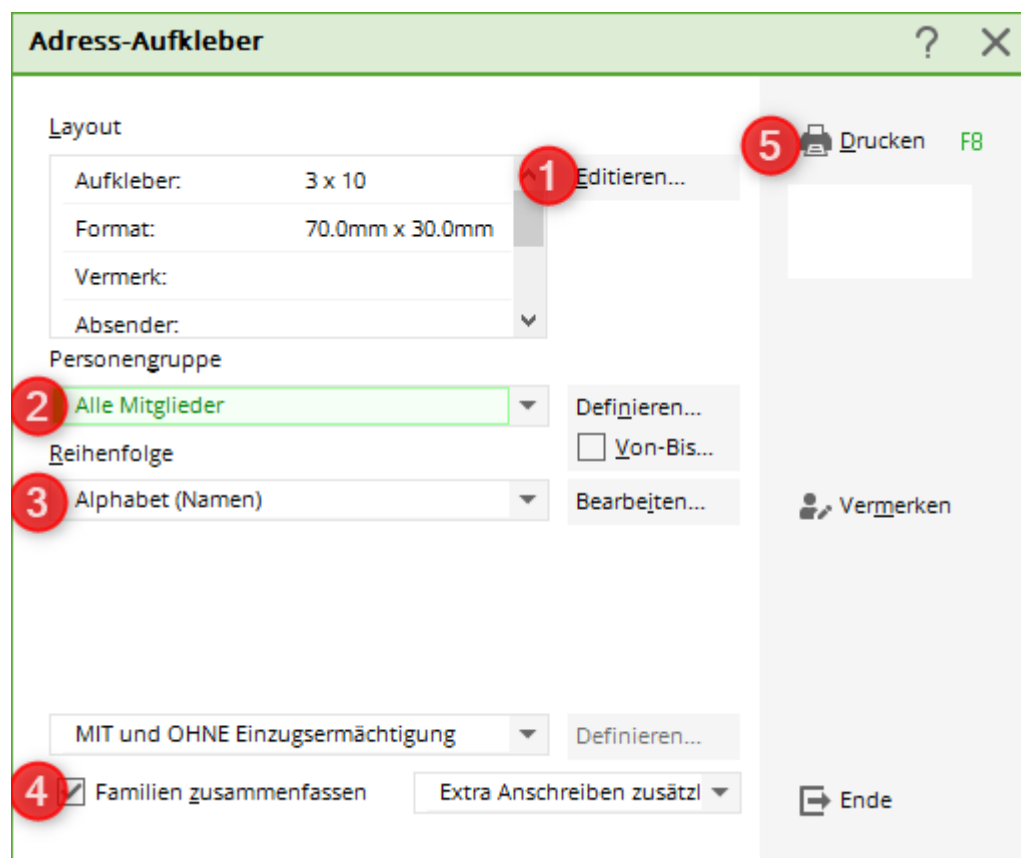 Adress-Aufkleber ?
Layout
Aufkleber: 3 x 10
Format: 70.0mm x 30.0mm
Vermerk:
Absender:
1 Editieren...
5 Drucken F8
Personengruppe
2 Alle Mitglieder
Definieren...
Von-Bis...
Reihenfolge
3 Alphabet (Namen)
Bearbeiten...
Vermerken
MIT und OHNE Einzugsermächtigung
Definieren...
4 Familien zusammenfassen
Extra Anschreiben zusätzl
Ende